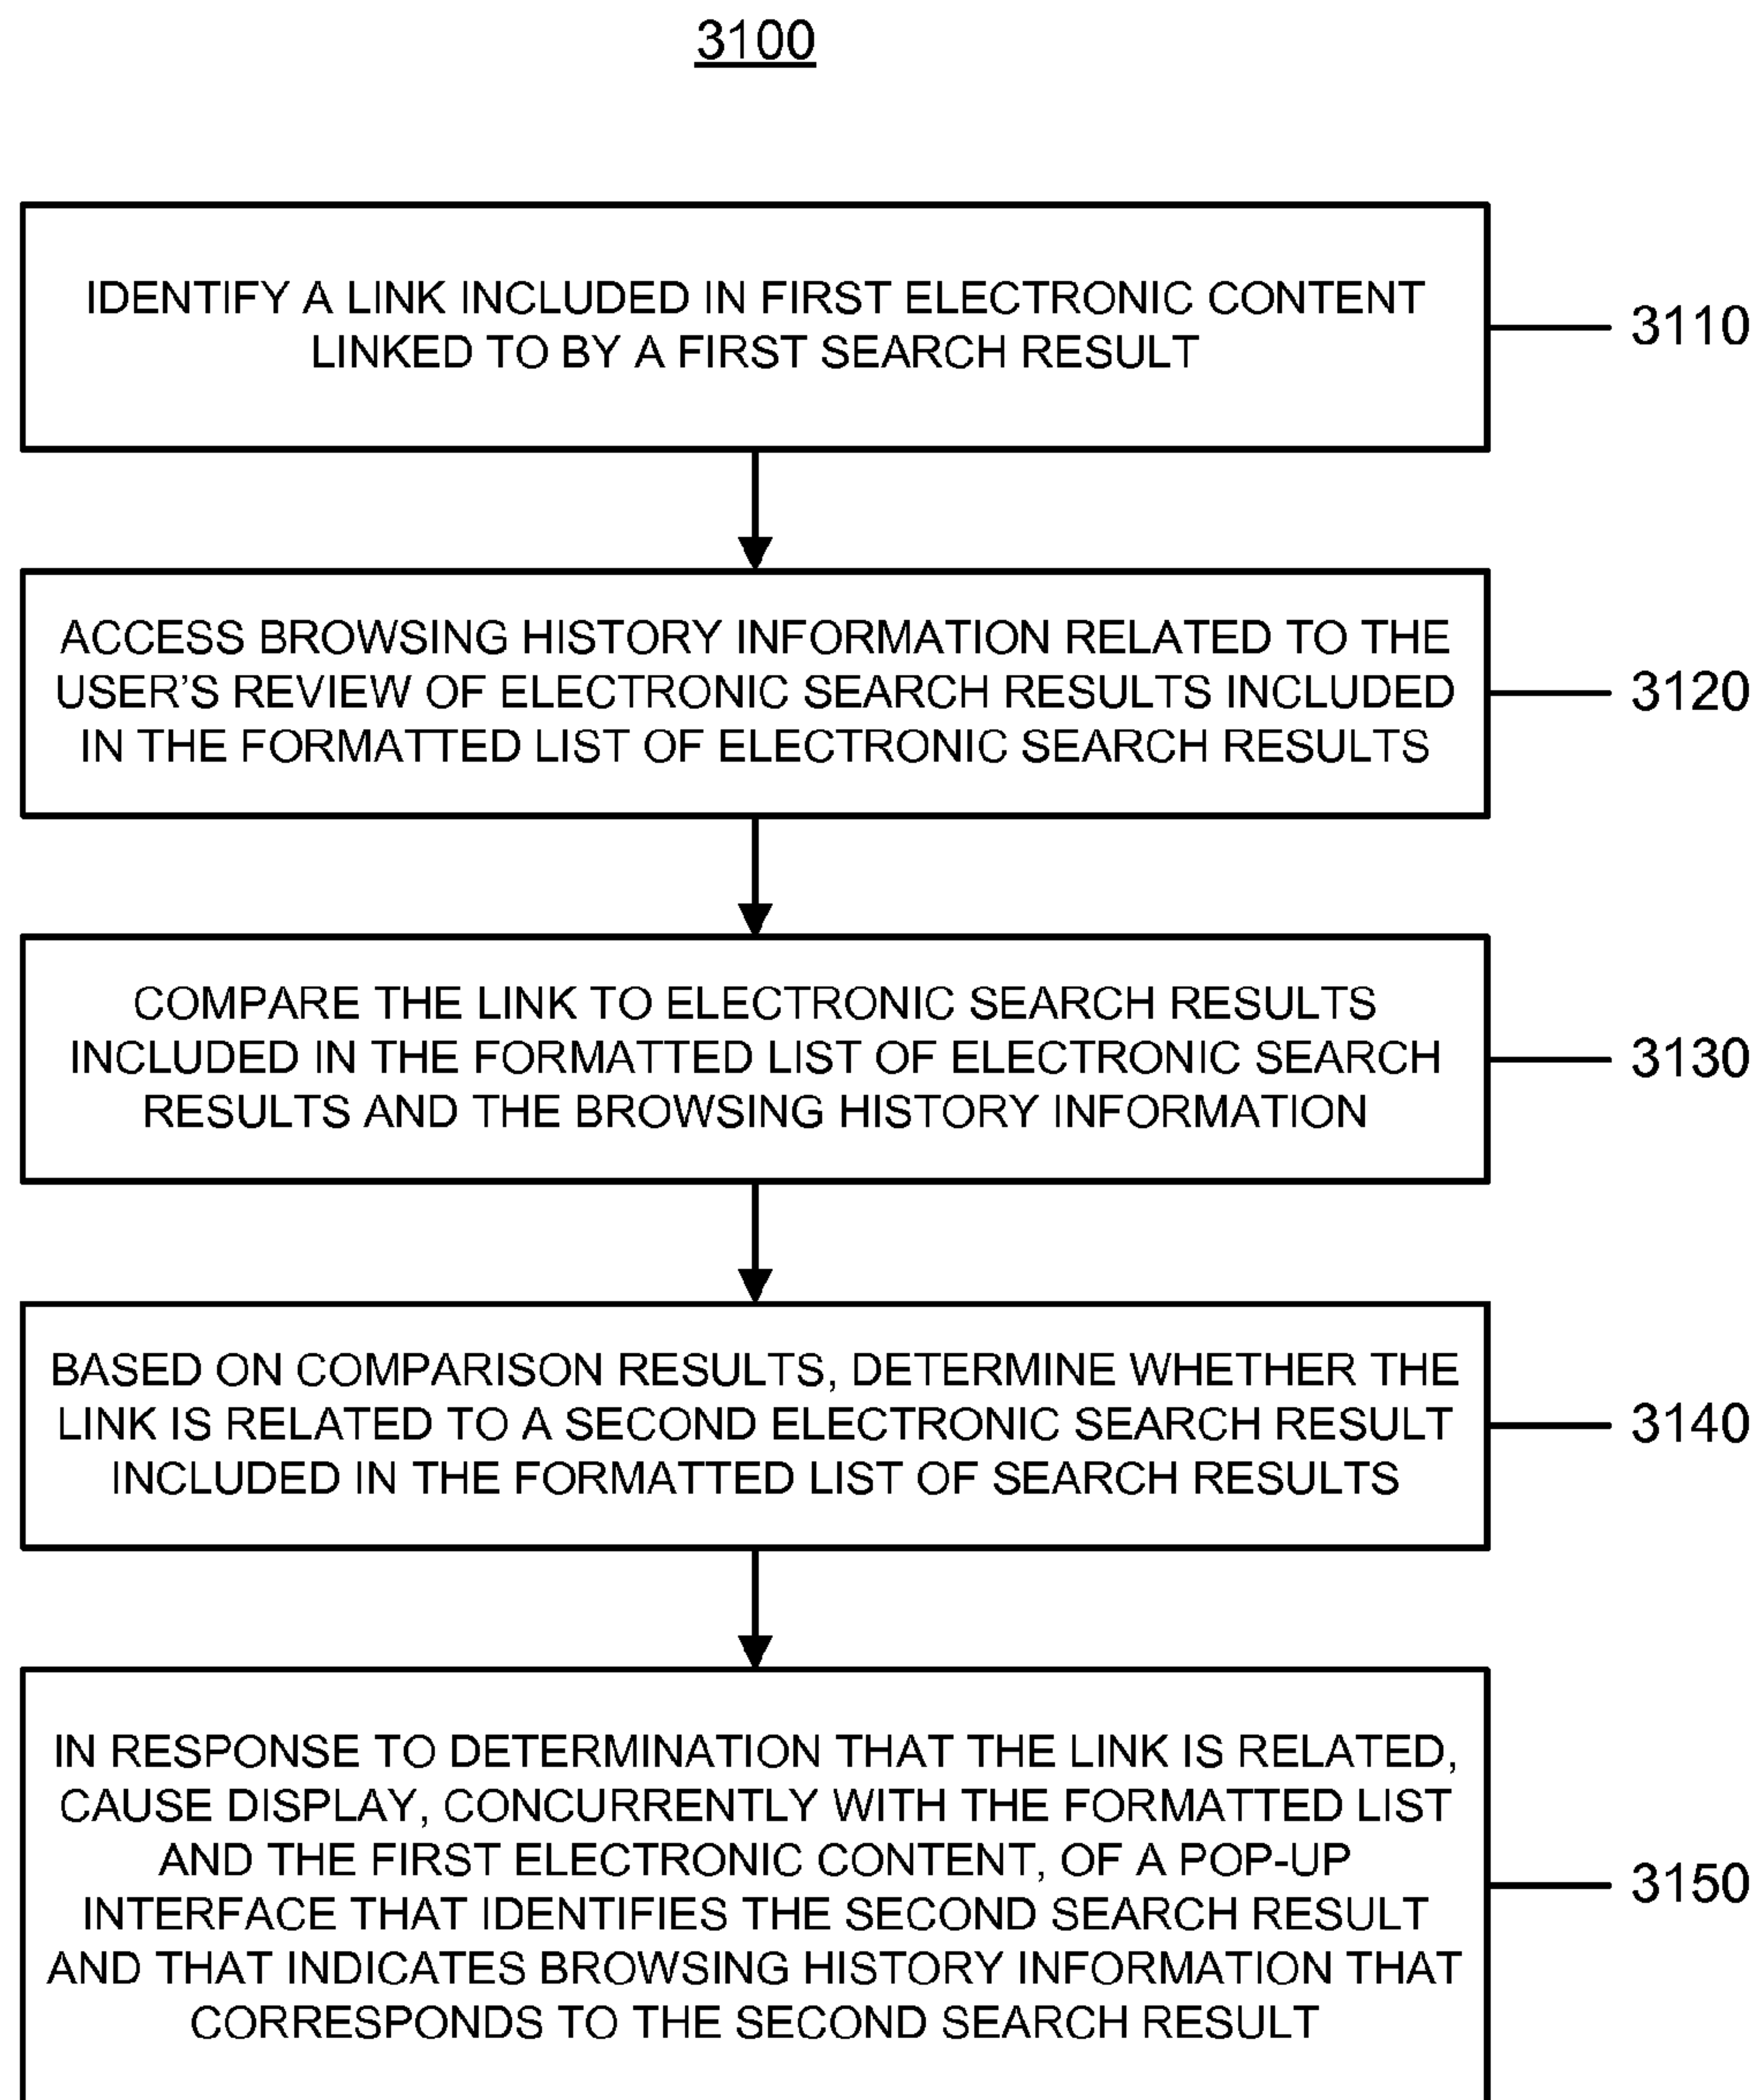 3100
IDENTIFY A LINK INCLUDED IN FIRST ELECTRONIC CONTENT
LINKED TO BY A FIRST SEARCH RESULT
3110
ACCESS BROWSING HISTORY INFORMATION RELATED TO THE
USER'S REVIEW OF ELECTRONIC SEARCH RESULTS INCLUDED
IN THE FORMATTED LIST OF ELECTRONIC SEARCH RESULTS
3120
COMPARE THE LINK TO ELECTRONIC SEARCH RESULTS
INCLUDED IN THE FORMATTED LIST OF ELECTRONIC SEARCH
RESULTS AND THE BROWSING HISTORY INFORMATION
3130
BASED ON COMPARISON RESULTS, DETERMINE WHETHER THE
LINK IS RELATED TO A SECOND ELECTRONIC SEARCH RESULT
INCLUDED IN THE FORMATTED LIST OF SEARCH RESULTS
3140
IN RESPONSE TO DETERMINATION THAT THE LINK IS RELATED,
CAUSE DISPLAY, CONCURRENTLY WITH THE FORMATTED LIST
AND THE FIRST ELECTRONIC CONTENT, OF A POP-UP
INTERFACE THAT IDENTIFIES THE SECOND SEARCH RESULT
AND THAT INDICATES BROWSING HISTORY INFORMATION THAT
CORRESPONDS TO THE SECOND SEARCH RESULT
3150